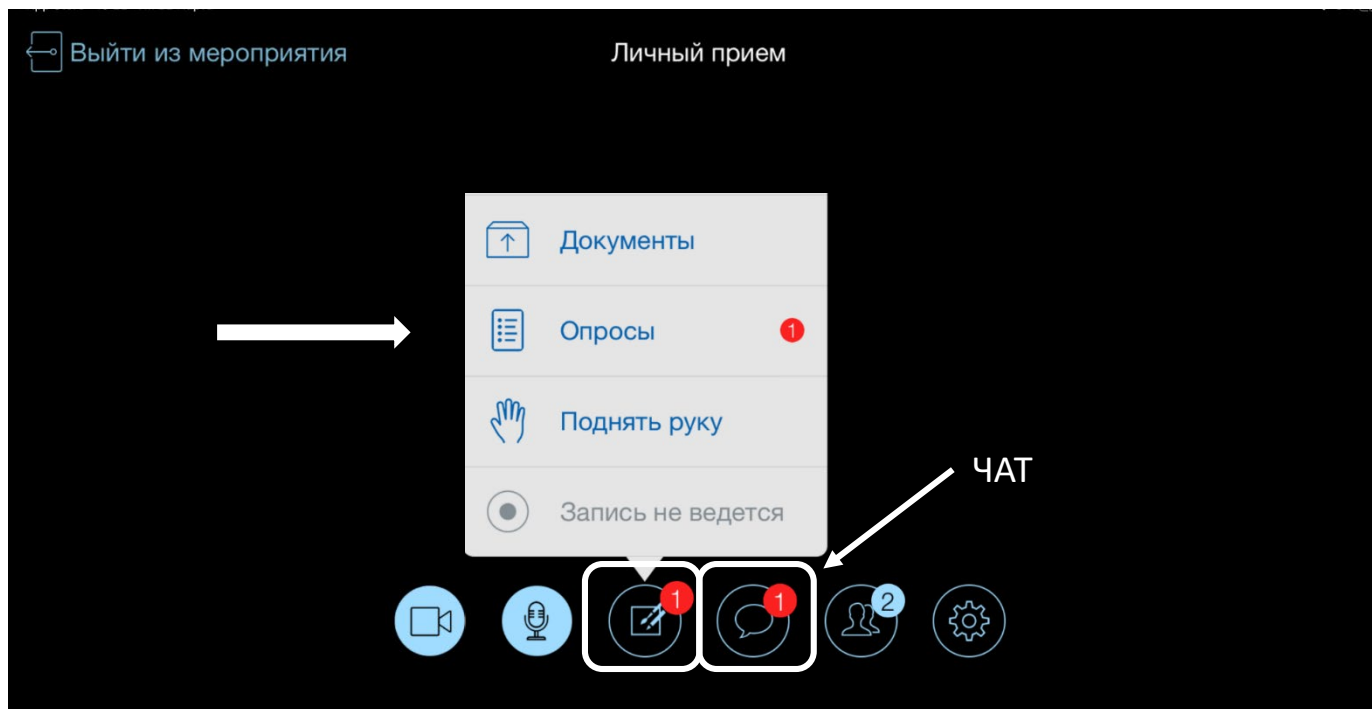 Выйти из мероприятия
Личный прием
Документы
Опросы 1
Поднять руку
Запись не ведется
ЧАТ
1
1
2